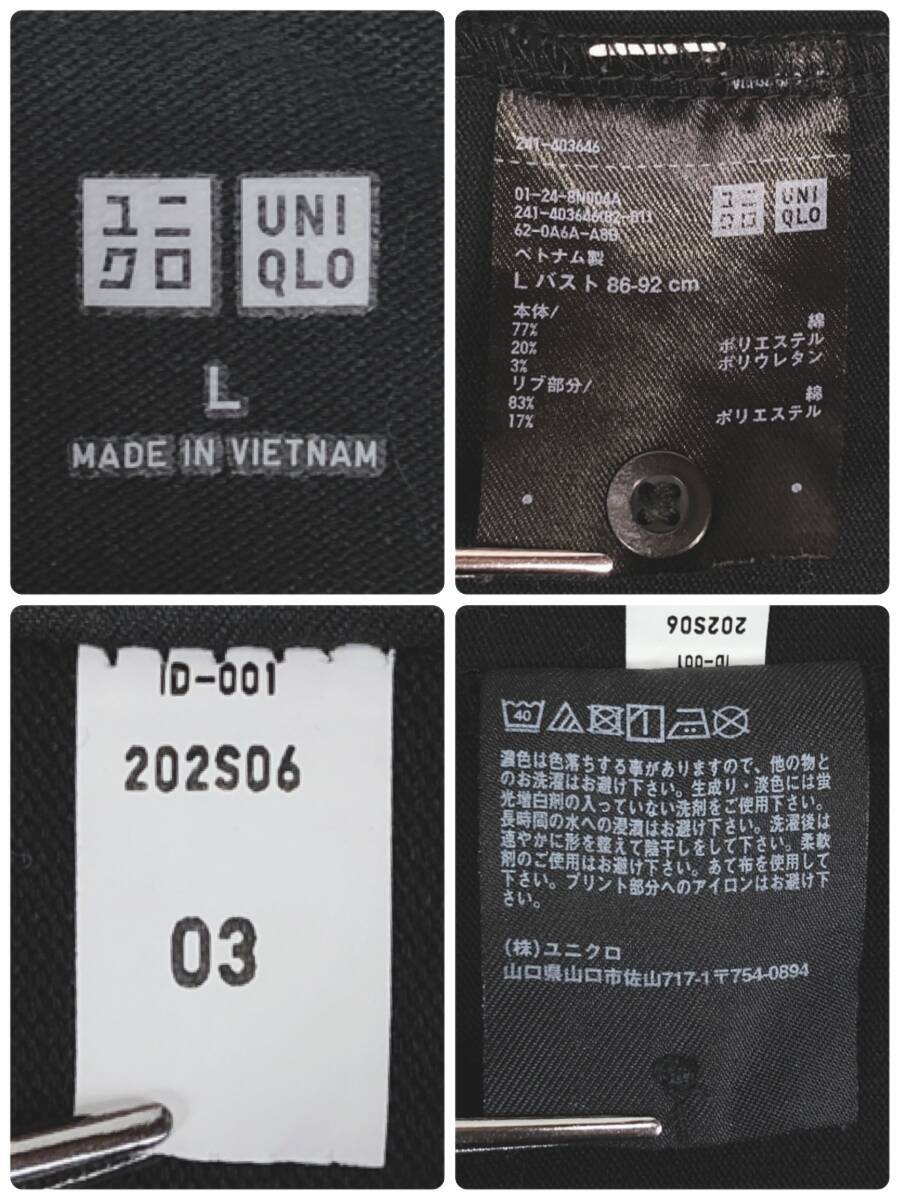 ユニ
クロ
UNI
QLO
L
MADE IN VIETNAM
241-403646
01-24-8N004A
241-403646(82-01)
62-0A6A-A8B
ユニ
クロ
UNI
QLO
ベトナム製
L バスト 86-92 cm
本体/
77% 綿
20% ポリエステル
3% ポリウレタン
リブ部分/
83% 綿
17% ポリエステル
ID-001
202S06
03
202S06
ID-001
40
濃色は色落ちする事がありますので、他の物と
のお洗濯はお避け下さい。生成り・淡色には蛍
光増白剤の入っていない洗剤をご使用下さい。
長時間の水への浸漬はお避け下さい。洗濯後は
速やかに形を整えて陰干しをして下さい。柔軟
剤のご使用はお避け下さい。あて布を使用して
下さい。プリント部分へのアイロンはお避け下
さい。
(株)ユニクロ
山口県山口市佐山717-1〒754-0894